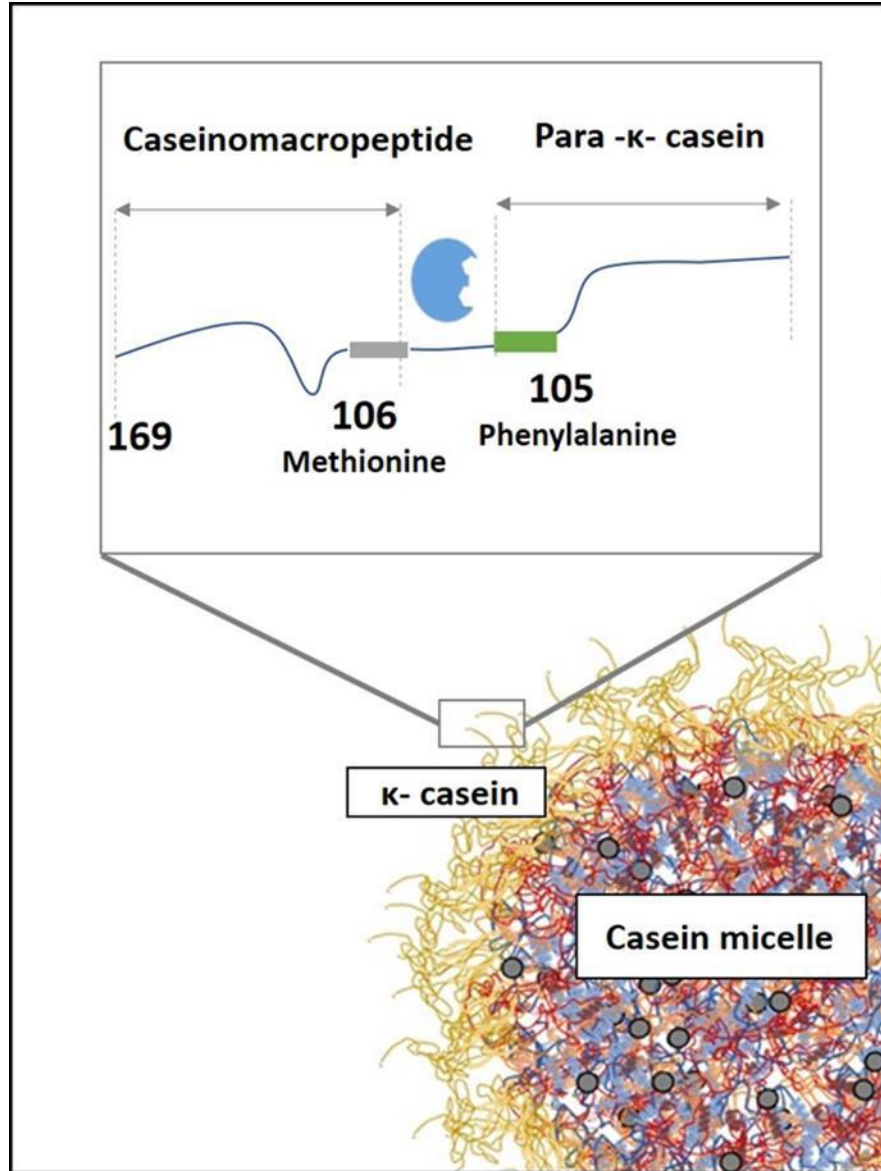 Caseinomacropeptide
Para -κ- casein
169
106
Methionine
105
Phenylalanine
κ- casein
Casein micelle